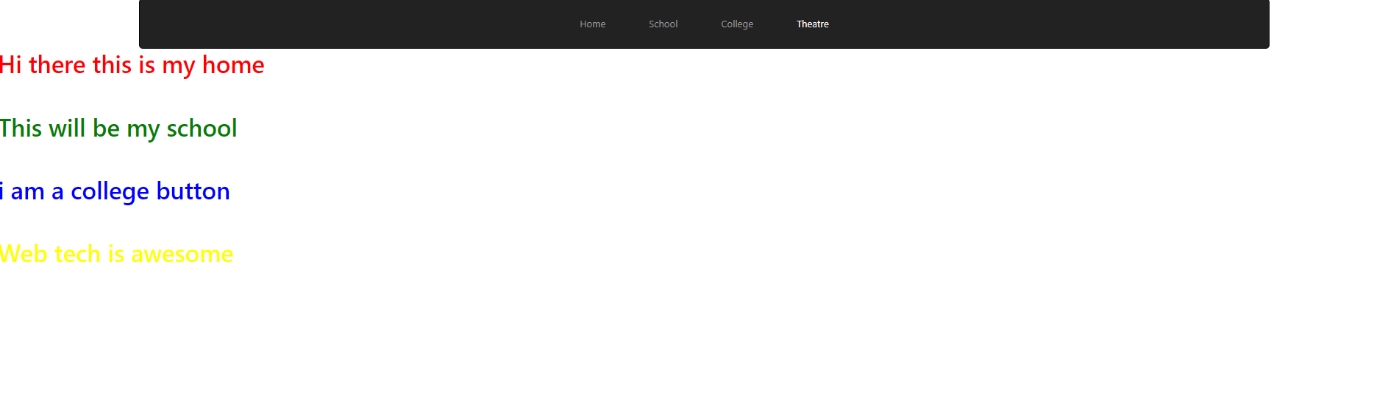 Home School College Theatre
Hi there this is my home
This will be my school
i am a college button
Web tech is awesome